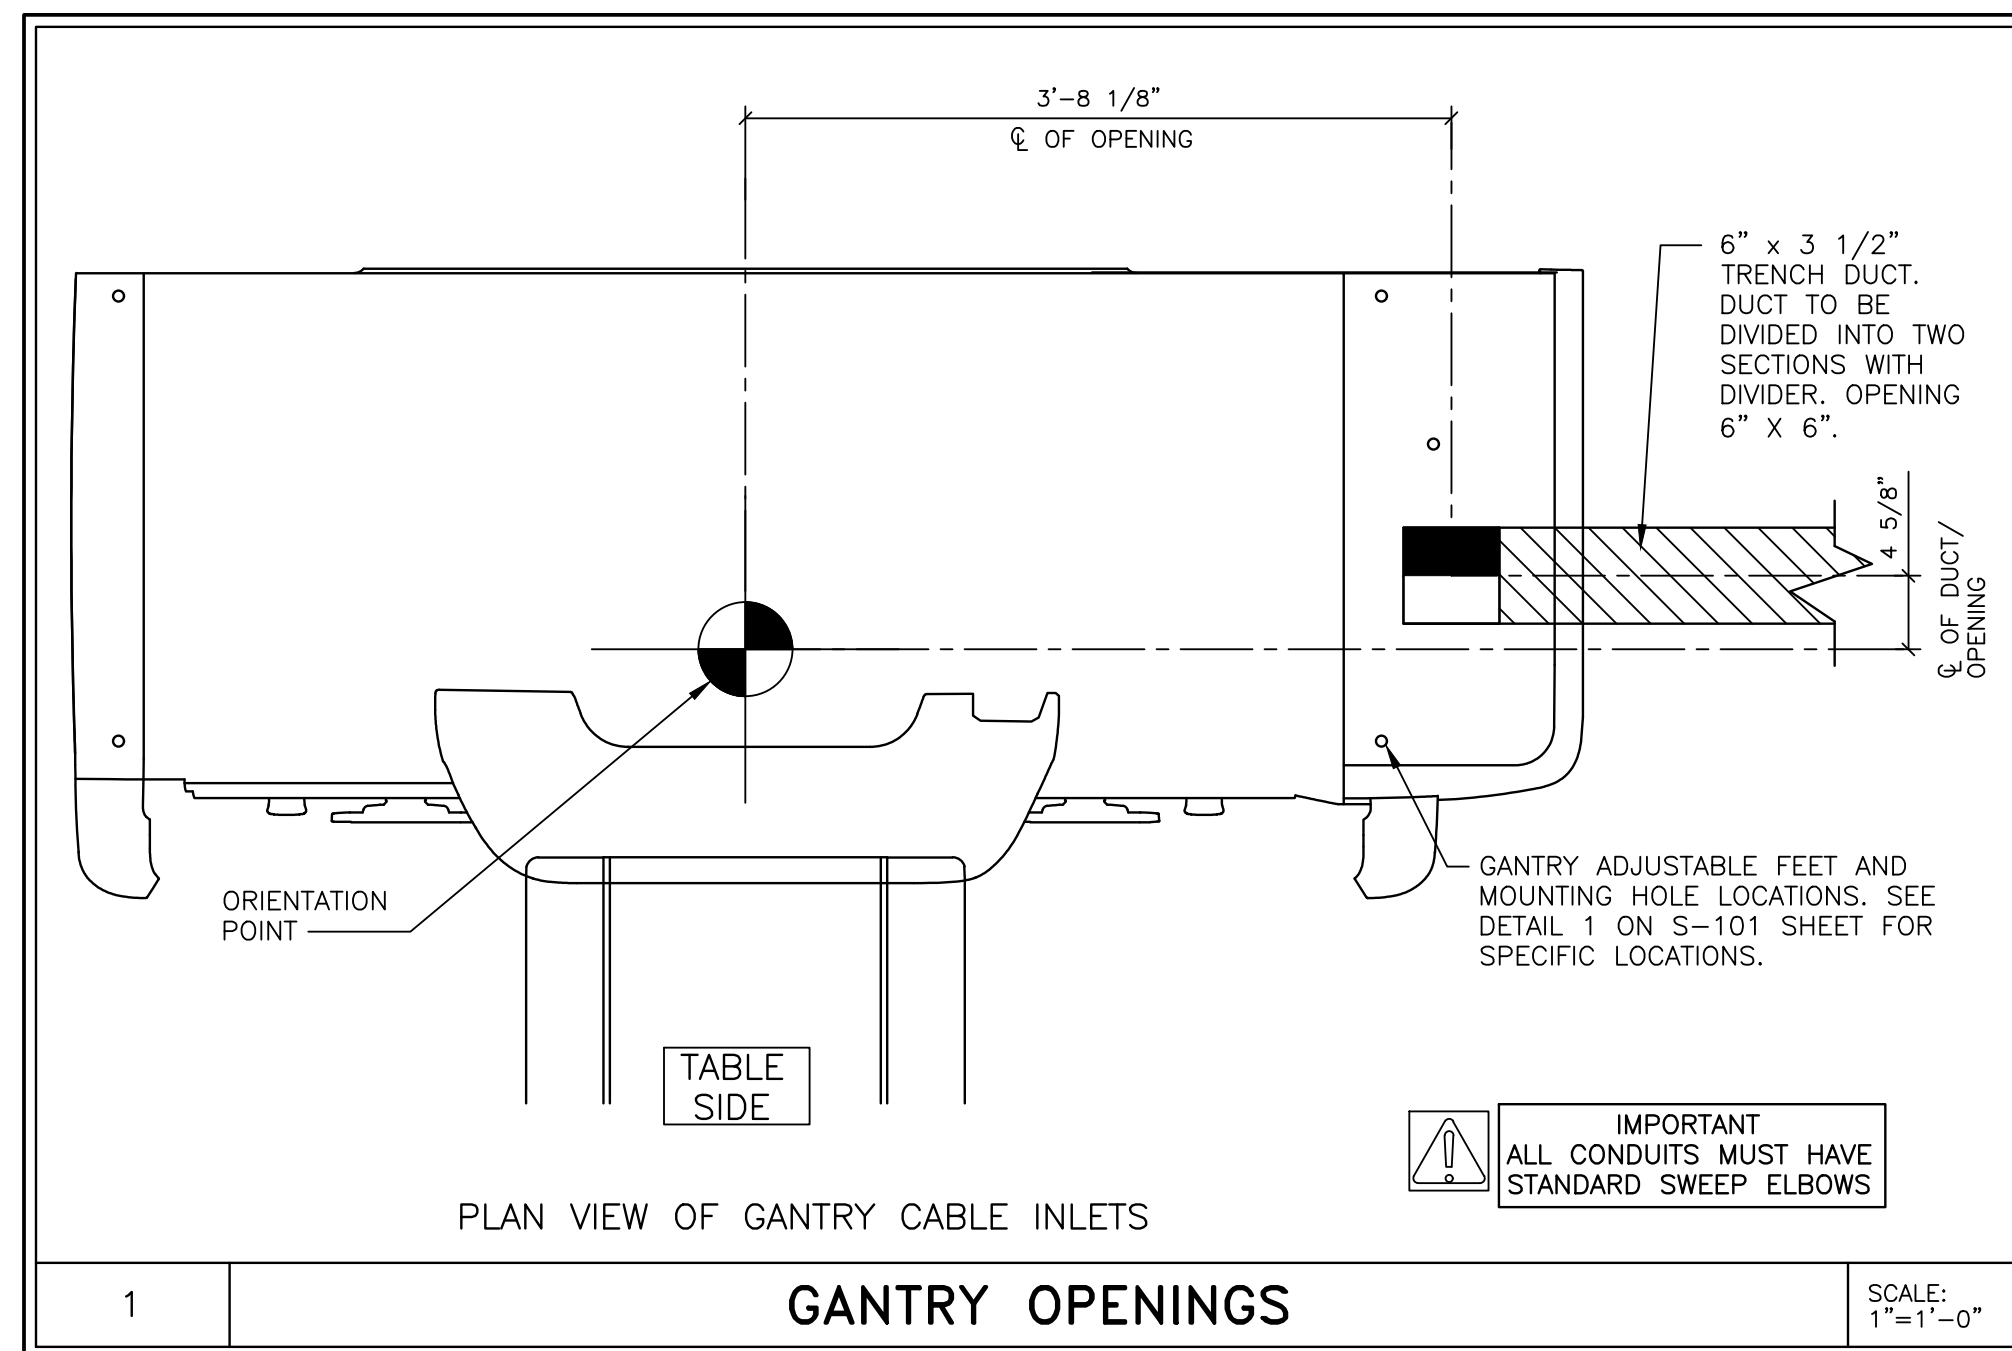 3'-8 1/8"
℄ OF OPENING
6" x 3 1/2"
TRENCH DUCT.
DUCT TO BE
DIVIDED INTO TWO
SECTIONS WITH
DIVIDER. OPENING
6" X 6".
4 5/8"
℄ OF DUCT/
OPENING
ORIENTATION
POINT
GANTRY ADJUSTABLE FEET AND
MOUNTING HOLE LOCATIONS. SEE
DETAIL 1 ON S-101 SHEET FOR
SPECIFIC LOCATIONS.
TABLE
SIDE
IMPORTANT
ALL CONDUITS MUST HAVE
STANDARD SWEEP ELBOWS
PLAN VIEW OF GANTRY CABLE INLETS
1
GANTRY OPENINGS
SCALE:
1"=1'-0"